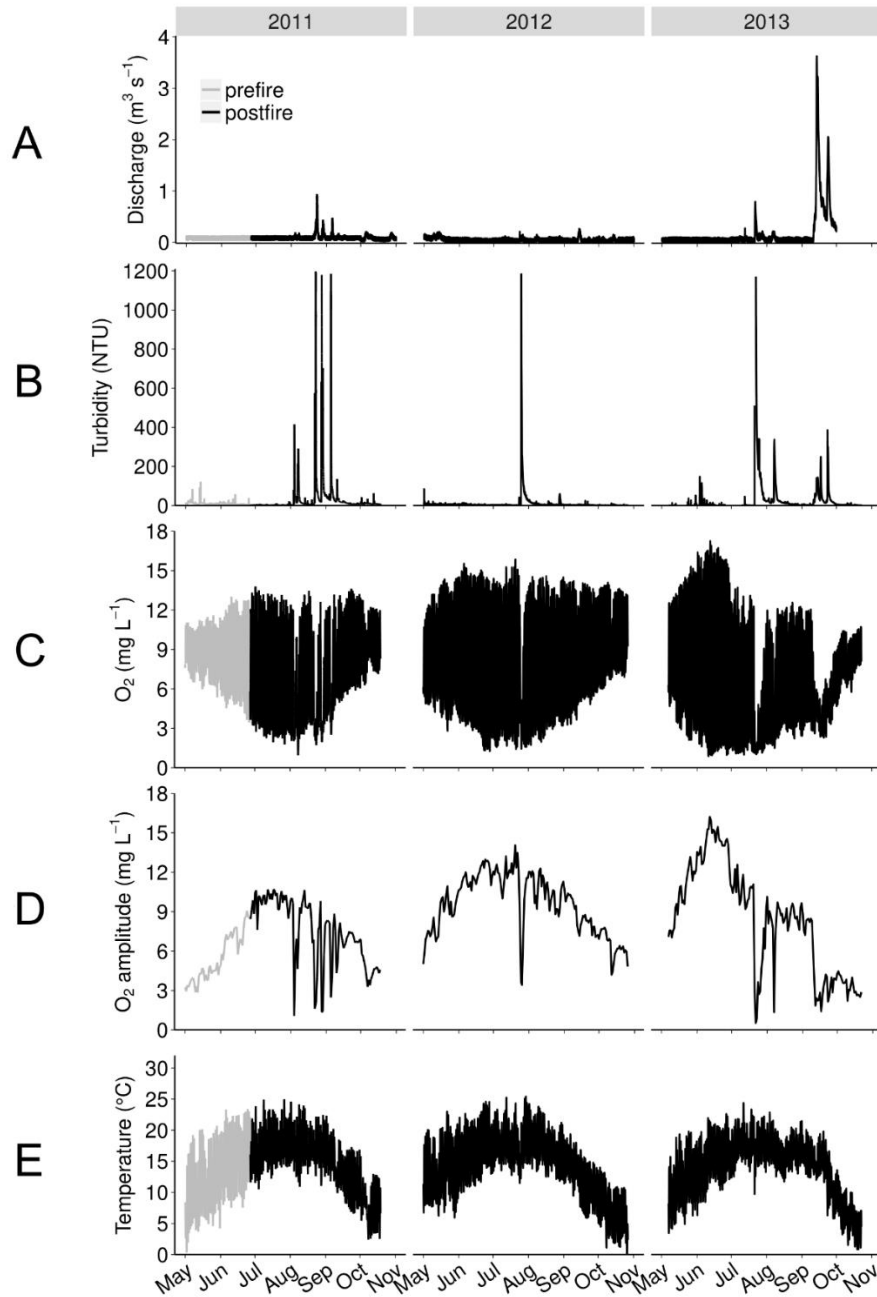 2011 2012 2013
A
Discharge (m³ s⁻¹)
4
3
2
1
0
prefire
postfire
B
Turbidity (NTU)
1200
1000
800
600
400
200
0
C
O₂ (mg L⁻¹)
18
15
12
9
6
3
0
D
O₂ amplitude (mg L⁻¹)
18
15
12
9
6
3
0
E
Temperature (°C)
30
25
20
15
10
5
0
May Jun Jul Aug Sep Oct Nov May Jun Jul Aug Sep Oct Nov May Jun Jul Aug Sep Oct Nov